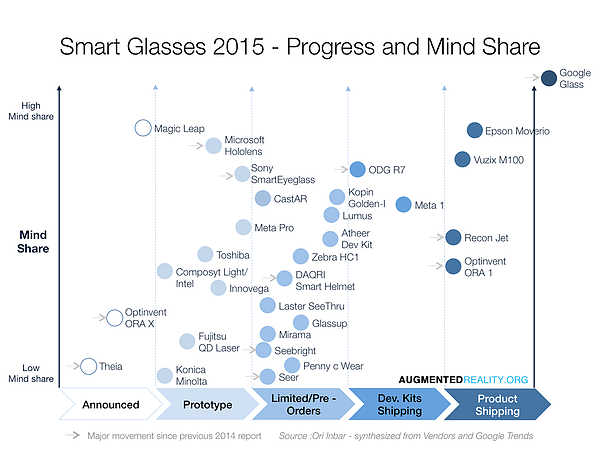 Smart Glasses 2015 - Progress and Mind Share
Google
Glass
High
Mind share
Magic Leap
Epson Moverio
Microsoft
Hololens
Vuzix M100
Sony
SmartEyeglass
ODG R7
CastAR
Kopin
Golden-I
Meta 1
Lumus
Mind
Share
Meta Pro
Atheer
Dev Kit
Recon Jet
Toshiba
Zebra HC1
Optinvent
ORA 1
Composyt Light/
Intel
DAQRI
Smart Helmet
Innovega
Laster SeeThru
Optinvent
ORA X
Glassup
Mirama
Fujitsu
QD Laser
Seebright
Theia
Penny c Wear
Low
Mind share
Konica
Minolta
Seer
AUGMENTEDREALITY.ORG
Announced
Prototype
Limited/Pre -
Orders
Dev. Kits
Shipping
Product
Shipping
Major movement since previous 2014 report
Source :Ori Inbar - synthesized from Vendors and Google Trends